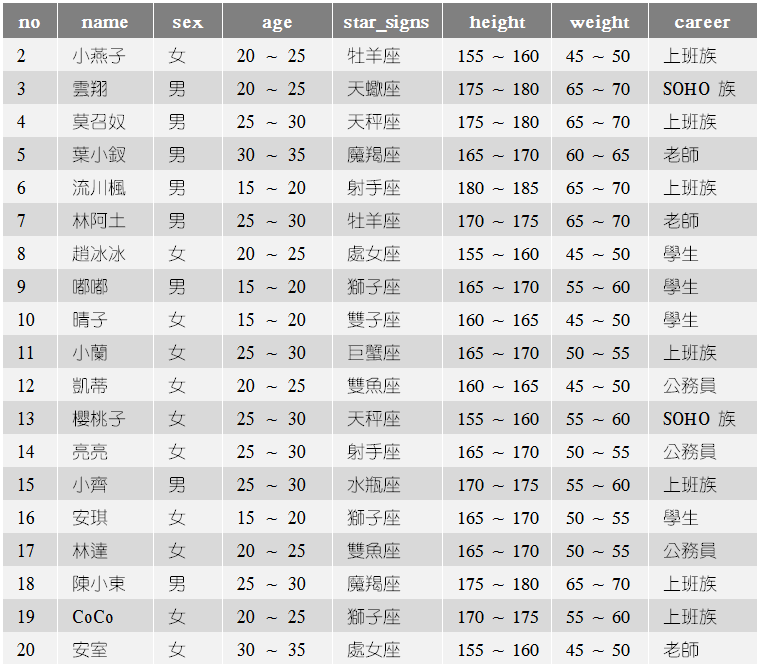 no name sex age star_signs height weight career
2 小燕子 女 20 ~ 25 牡羊座 155 ~ 160 45 ~ 50 上班族
3 雲翔 男 20 ~ 25 天蠍座 175 ~ 180 65 ~ 70 SOHO 族
4 莫召奴 男 25 ~ 30 天秤座 175 ~ 180 65 ~ 70 上班族
5 葉小釵 男 30 ~ 35 魔羯座 165 ~ 170 60 ~ 65 老師
6 流川楓 男 15 ~ 20 射手座 180 ~ 185 65 ~ 70 上班族
7 林阿土 男 25 ~ 30 牡羊座 170 ~ 175 65 ~ 70 老師
8 趙冰冰 女 20 ~ 25 處女座 155 ~ 160 45 ~ 50 學生
9 嘟嘟 男 15 ~ 20 獅子座 165 ~ 170 55 ~ 60 學生
10 晴子 女 15 ~ 20 雙子座 160 ~ 165 45 ~ 50 學生
11 小蘭 女 25 ~ 30 巨蟹座 165 ~ 170 50 ~ 55 上班族
12 凱蒂 女 20 ~ 25 雙魚座 160 ~ 165 45 ~ 50 公務員
13 櫻桃子 女 25 ~ 30 天秤座 155 ~ 160 55 ~ 60 SOHO 族
14 亮亮 女 25 ~ 30 射手座 165 ~ 170 50 ~ 55 公務員
15 小齊 男 25 ~ 30 水瓶座 170 ~ 175 55 ~ 60 上班族
16 安琪 女 15 ~ 20 獅子座 165 ~ 170 50 ~ 55 學生
17 林達 女 20 ~ 25 雙魚座 165 ~ 170 50 ~ 55 公務員
18 陳小東 男 25 ~ 30 魔羯座 175 ~ 180 65 ~ 70 上班族
19 CoCo 女 20 ~ 25 獅子座 170 ~ 175 55 ~ 60 上班族
20 安室 女 30 ~ 35 處女座 155 ~ 160 45 ~ 50 老師